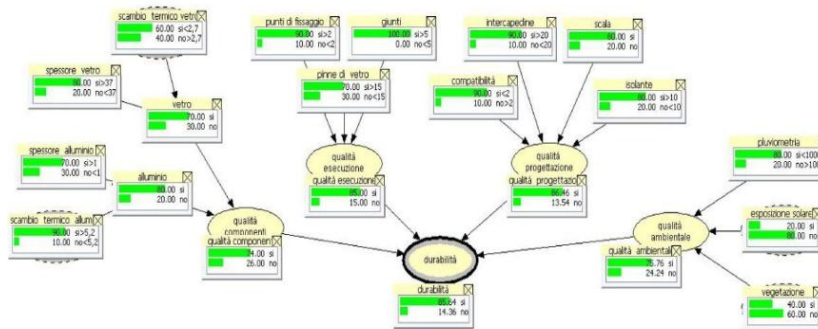 scambio termico vetro
60.00 si<2,7
40.00 no>2,7
punti di fissaggio
90.00 si>2
10.00 no<2
giunti
100.00 si>5
0.00 no<5
intercapedine
90.00 si>20
10.00 no<20
scala
80.00 si
20.00 no
spessore vetro
80.00 si>37
20.00 no<37
pinne di vetro
70.00 si>15
30.00 no<15
compatibilità
90.00 si<2
10.00 no>2
isolante
80.00 si>10
20.00 no<10
vetro
70.00 si
30.00 no
spessore alluminio
70.00 si>1
30.00 no<1
alluminio
80.00 si
20.00 no
scambio termico allum
90.00 si>5,2
10.00 no<5,2
qualità
esecuzione
qualità esecuzione
85.00 si
15.00 no
qualità
progettazione
qualità progettazio
86.46 si
13.54 no
pluviometria
80.00 si<1000
20.00 no>100
qualità
componenti
qualità componen
74.00 si
26.00 no
durabilità
durabilità
85.64 si
14.36 no
qualità
ambientale
qualità ambientale
75.76 si
24.24 no
esposizione solare
20.00 si
80.00 no
vegetazione
40.00 si
60.00 no